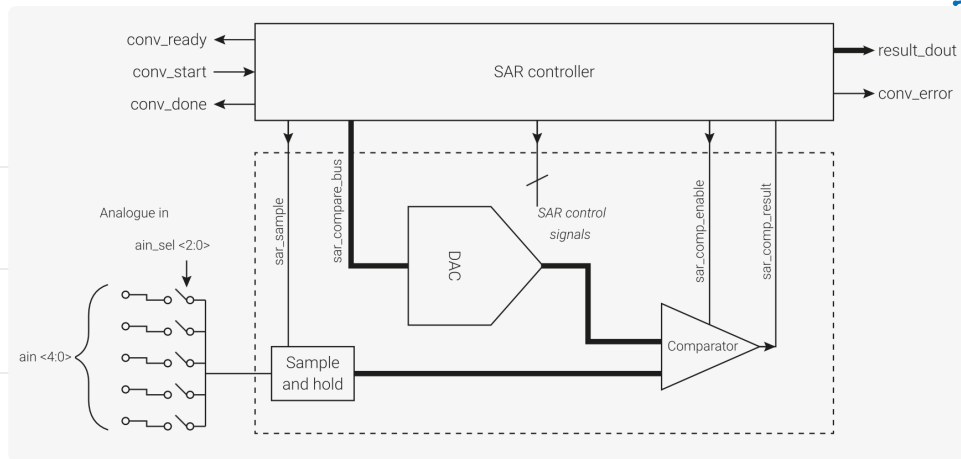 conv_ready
conv_start
conv_done
SAR controller
result_dout
conv_error
sar_sample
sar_compare_bus
SAR control
signals
sar_comp_enable
sar_comp_result
Analogue in
ain_sel <2:0>
DAC
ain <4:0>
Sample
and hold
Comparator